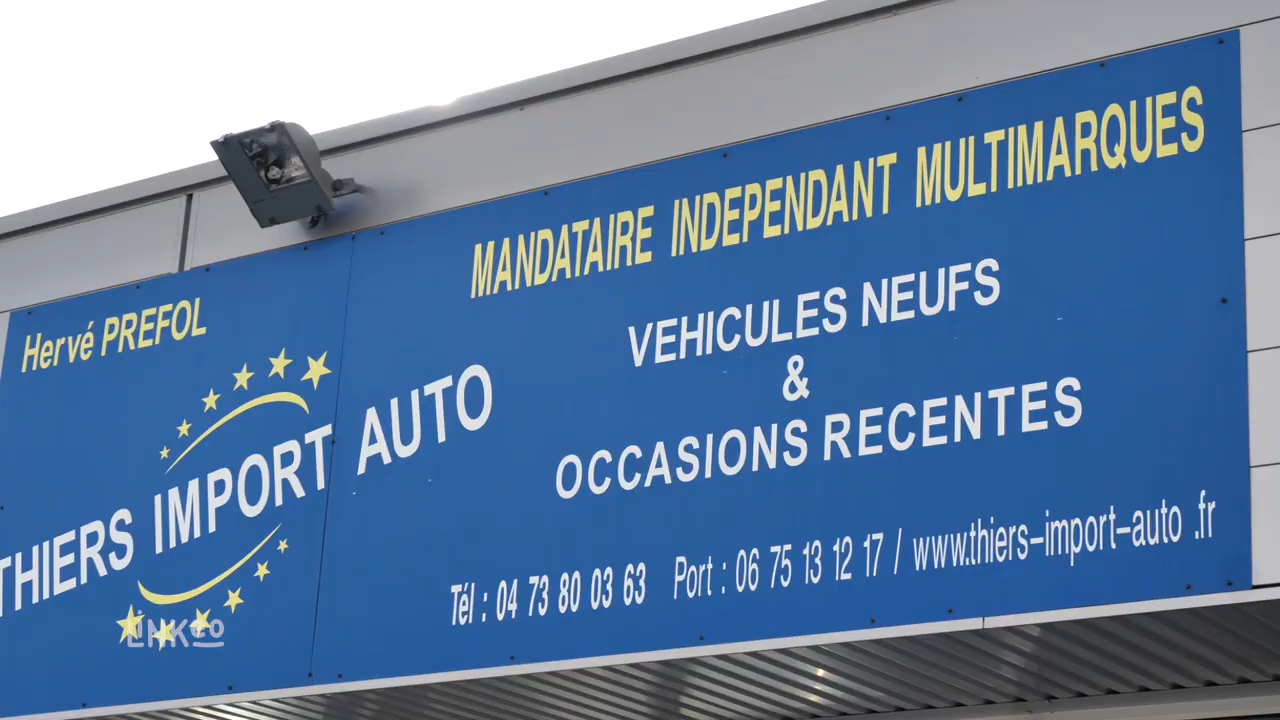 Hervé PREFOL
THIERS IMPORT AUTO
MANDATAIRE INDEPENDANT MULTIMARQUES
VEHICULES NEUFS
&
OCCASIONS RECENTES
Tél : 04 73 80 03 63 Port : 06 75 13 12 17 / www.thiers-import-auto .fr
LINKEO